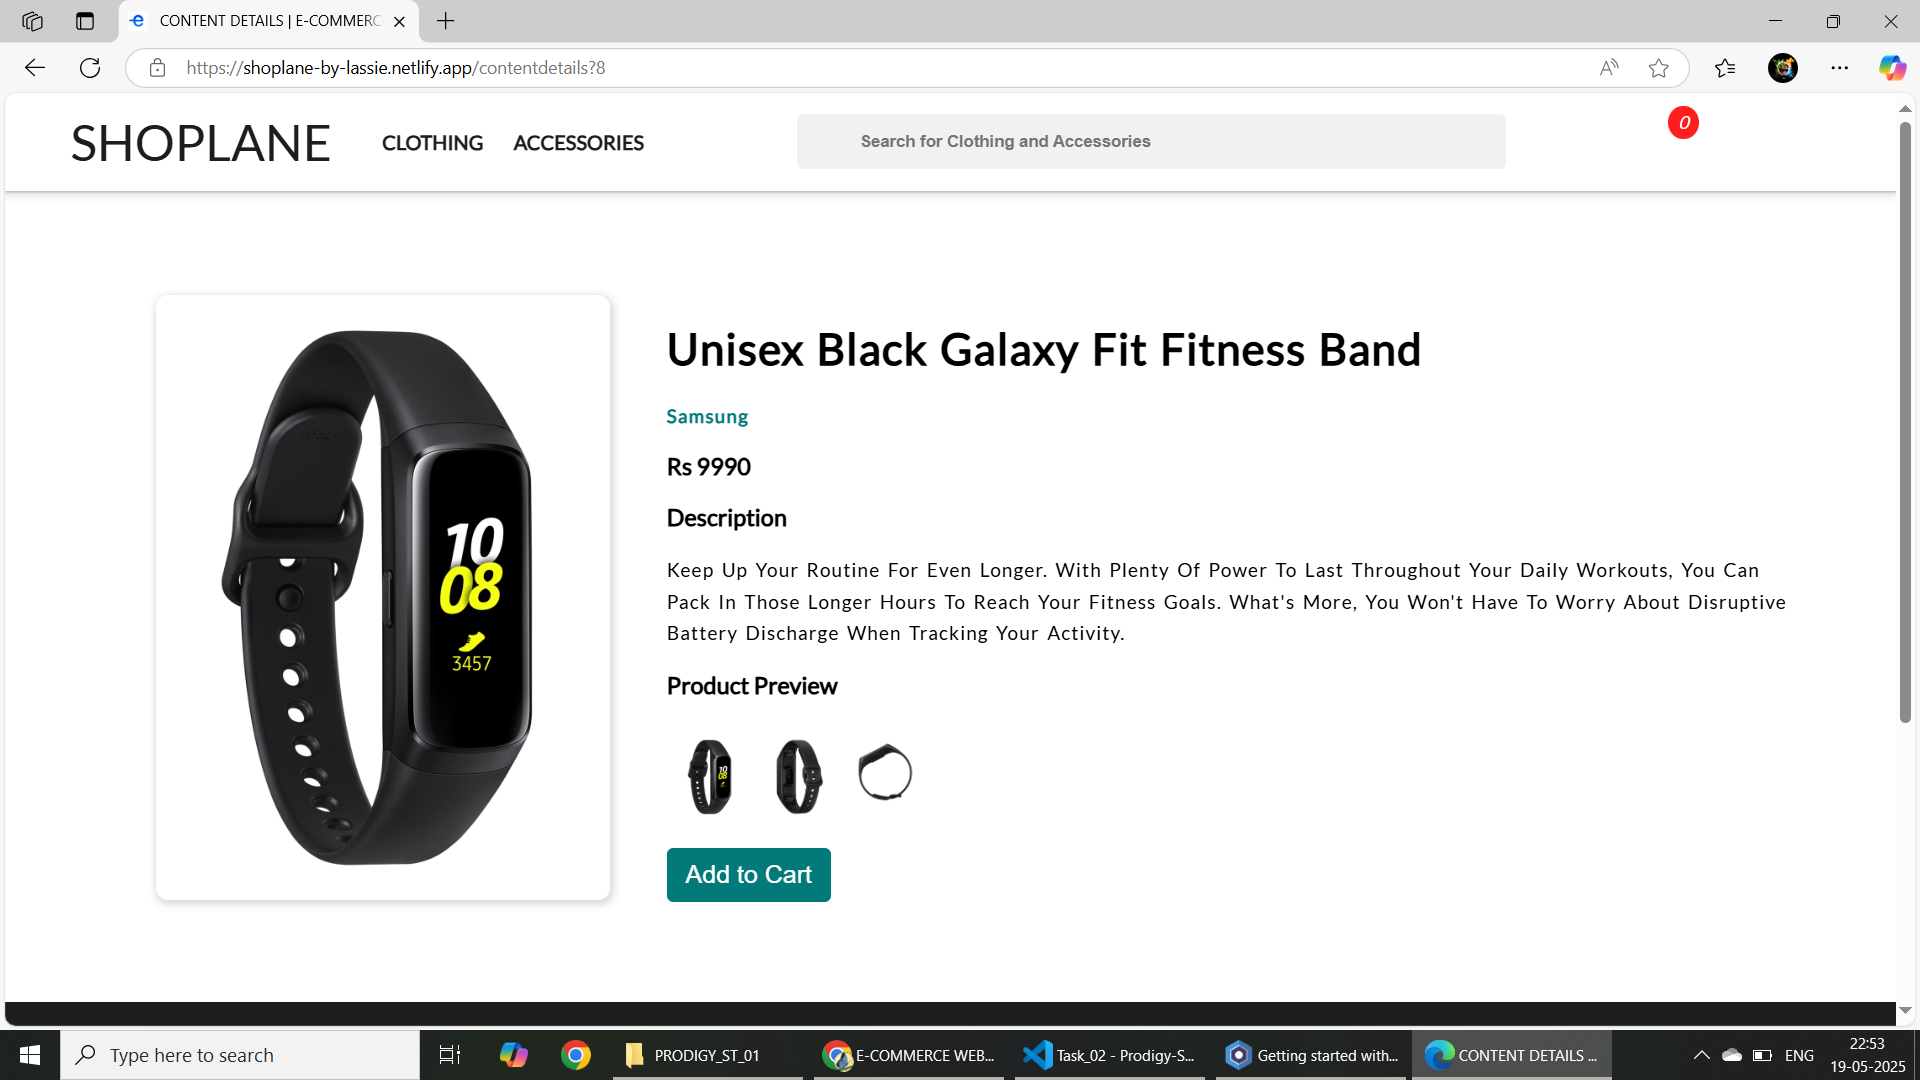 CONTENT DETAILS | E-COMMERC
https://shoplane-by-lassie.netlify.app/contentdetails?8
SHOPLANE
CLOTHING
ACCESSORIES
Search for Clothing and Accessories
0
Unisex Black Galaxy Fit Fitness Band
Samsung
Rs 9990
Description
Keep Up Your Routine For Even Longer. With Plenty Of Power To Last Throughout Your Daily Workouts, You Can
Pack In Those Longer Hours To Reach Your Fitness Goals. What's More, You Won't Have To Worry About Disruptive
Battery Discharge When Tracking Your Activity.
Product Preview
10
08
3457
10
08
Add to Cart
Type here to search
PRODIGY_ST_01
E-COMMERCE WEB...
Task_02 - Prodigy-S...
Getting started with...
CONTENT DETAILS ...
ENG
22:53
19-05-2025